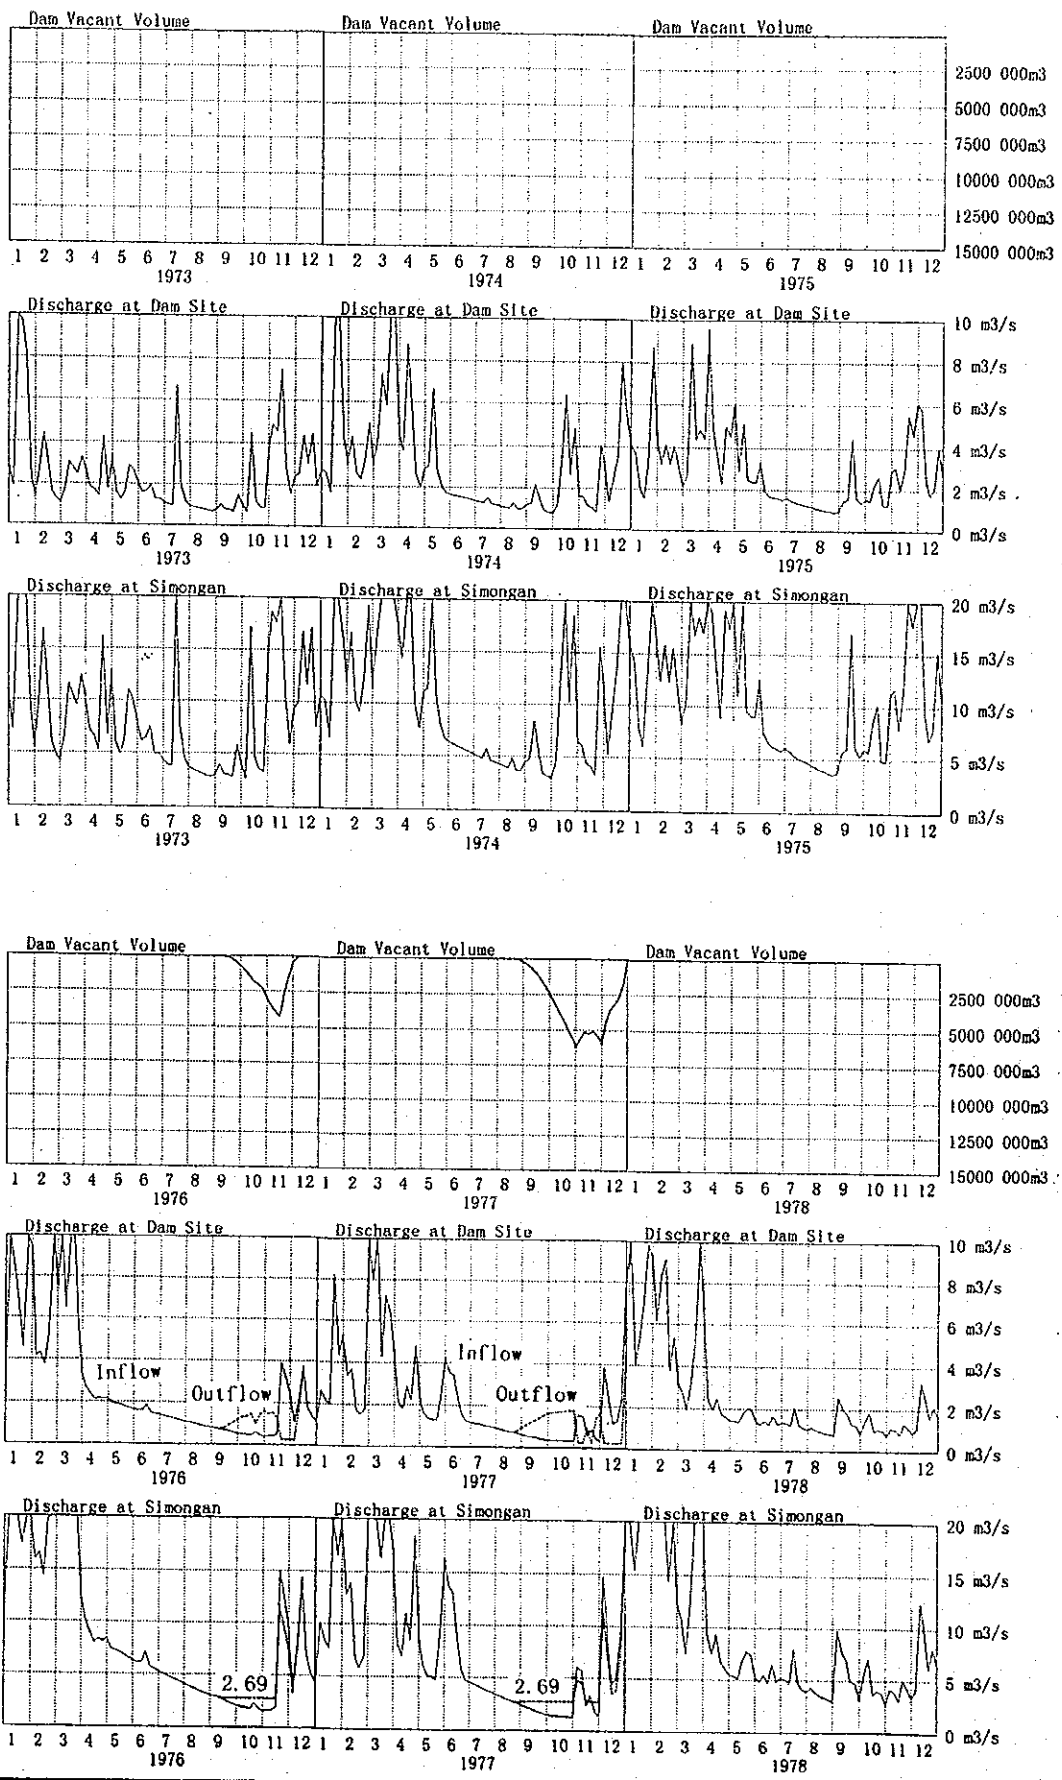 Dam Vacant Volume Dam Vacant Volume Dam Vacant Volume
2500 000m3
5000 000m3
7500 000m3
10000 000m3
12500 000m3
15000 000m3
1 2 3 4 5 6 7 8 9 10 11 12 1 2 3 4 5 6 7 8 9 10 11 12 1 2 3 4 5 6 7 8 9 10 11 12
1973 1974 1975
Discharge at Dam Site Discharge at Dam Site Discharge at Dam Site
10 m3/s
8 m3/s
6 m3/s
4 m3/s
2 m3/s
0 m3/s
1 2 3 4 5 6 7 8 9 10 11 12 1 2 3 4 5 6 7 8 9 10 11 12 1 2 3 4 5 6 7 8 9 10 11 12
1973 1974 1975
Discharge at Simongan Discharge at Simongan Discharge at Simongan
20 m3/s
15 m3/s
10 m3/s
5 m3/s
0 m3/s
1 2 3 4 5 6 7 8 9 10 11 12 1 2 3 4 5 6 7 8 9 10 11 12 1 2 3 4 5 6 7 8 9 10 11 12
1973 1974 1975
Dam Vacant Volume Dam Vacant Volume Dam Vacant Volume
2500 000m3
5000 000m3
7500 000m3
10000 000m3
12500 000m3
15000 000m3
1 2 3 4 5 6 7 8 9 10 11 12 1 2 3 4 5 6 7 8 9 10 11 12 1 2 3 4 5 6 7 8 9 10 11 12
1976 1977 1978
Discharge at Dam Site Discharge at Dam Site Discharge at Dam Site
10 m3/s
8 m3/s
6 m3/s
Inflow Inflow
4 m3/s
Outflow Outflow
2 m3/s
0 m3/s
1 2 3 4 5 6 7 8 9 10 11 12 1 2 3 4 5 6 7 8 9 10 11 12 1 2 3 4 5 6 7 8 9 10 11 12
1976 1977 1978
Discharge at Simongan Discharge at Simongan Discharge at Simongan
20 m3/s
15 m3/s
10 m3/s
2.69 2.69
5 m3/s
0 m3/s
1 2 3 4 5 6 7 8 9 10 11 12 1 2 3 4 5 6 7 8 9 10 11 12 1 2 3 4 5 6 7 8 9 10 11 12
1976 1977 1978